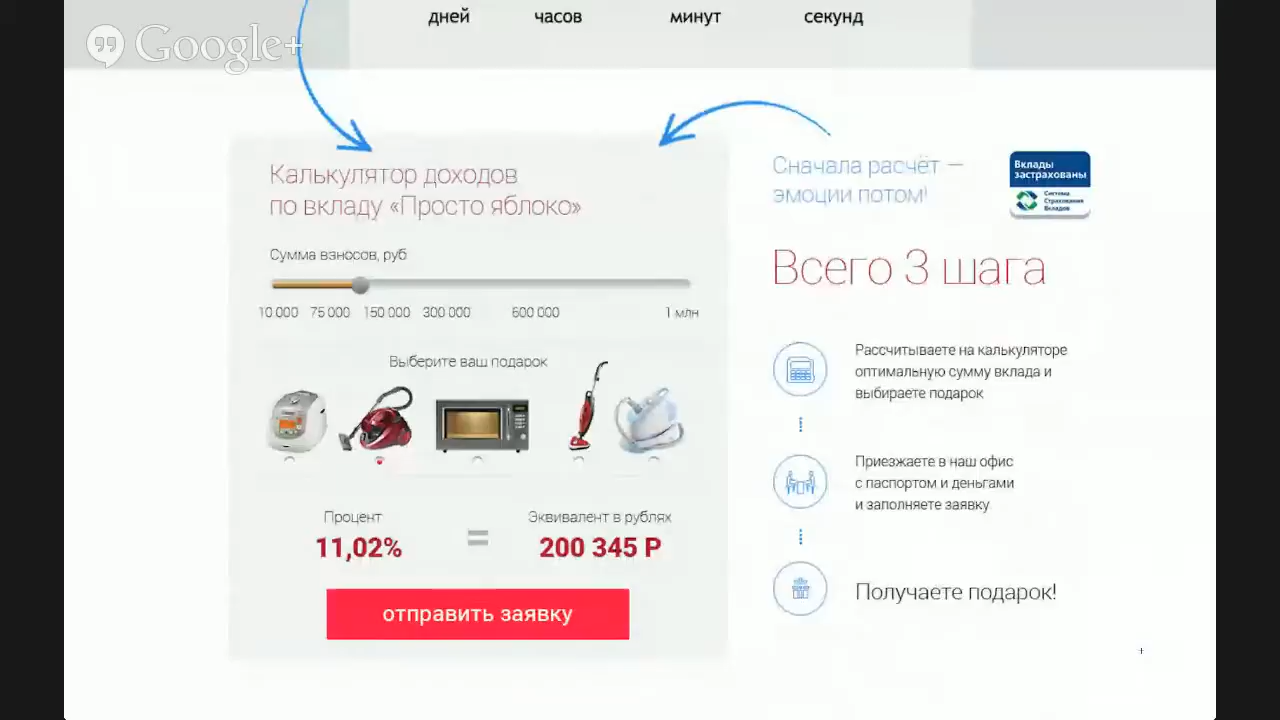 дней часов минут секунд
Google+
Калькулятор доходов
по вкладу «Просто яблоко»
Сумма взносов, руб
10 000 75 000 150 000 300 000 600 000 1 млн
Выберите ваш подарок
Процент
11,02%
=
Эквивалент в рублях
200 345 Р
отправить заявку
Сначала расчёт —
эмоции потом!
Вклады
застрахованы
Система
Страхования
Вкладов
Всего 3 шага
Рассчитываете на калькуляторе
оптимальную сумму вклада и
выбираете подарок
Приезжаете в наш офис
с паспортом и деньгами
и заполняете заявку
Получаете подарок!